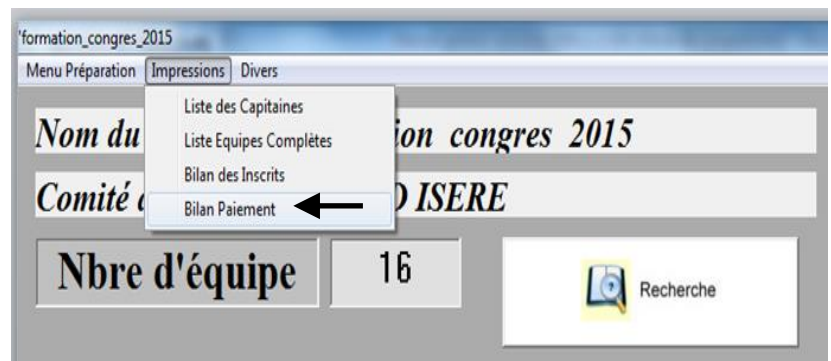 'formation_congres_2015
Menu Préparation Impressions Divers
Liste des Capitaines
Liste Equipes Complètes
Bilan des Inscrits
Bilan Paiement
Nom du ion congres 2015
Comité ISERE
Nbre d'équipe 16
Recherche